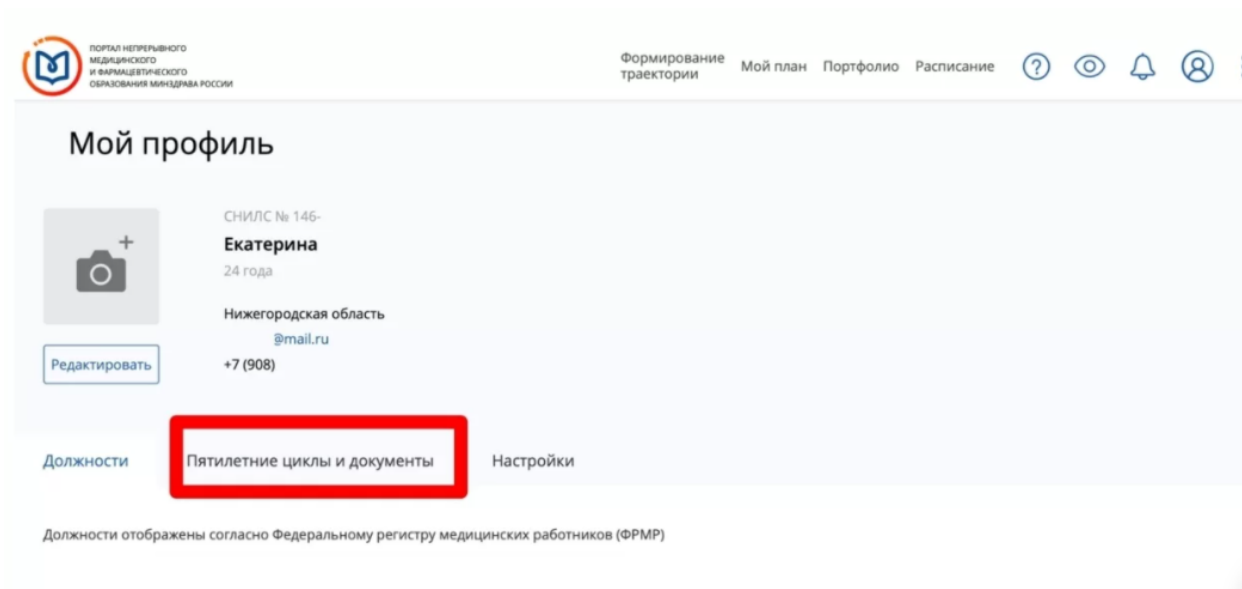 ПОРТАЛ НЕПРЕРЫВНОГО
МЕДИЦИНСКОГО
И ФАРМАЦЕВТИЧЕСКОГО
ОБРАЗОВАНИЯ МИНЗДРАВА РОССИИ
Формирование
траектории
Мой план
Портфолио
Расписание
Мой профиль
СНИЛС № 146-
Екатерина
24 года
Нижегородская область
@mail.ru
Редактировать
+7 (908)
Должности
Пятилетние циклы и документы
Настройки
Должности отображены согласно Федеральному регистру медицинских работников (ФРМР)